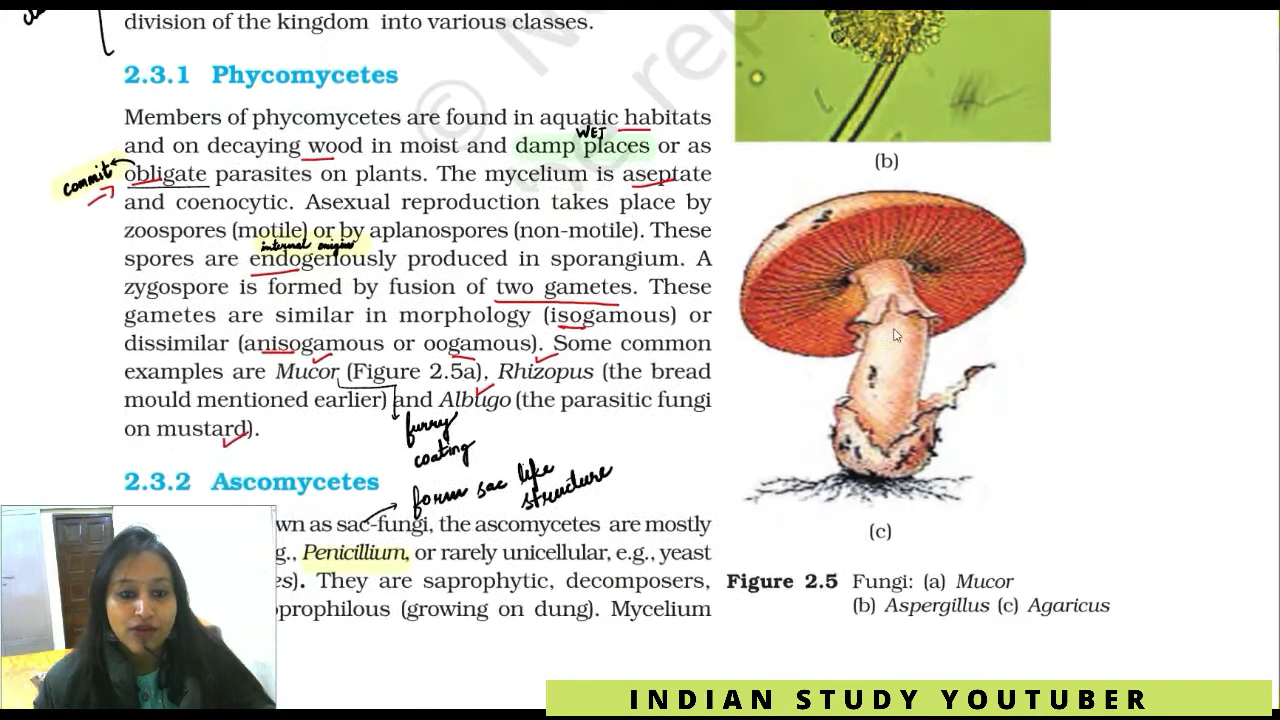 division of the kingdom into various classes.
2.3.1 Phycomycetes
Members of phycomycetes are found in aquatic habitats
WET
and on decaying wood in moist and damp places or as
commit
obligate parasites on plants. The mycelium is aseptate
and coenocytic. Asexual reproduction takes place by
zoospores (motile) or by aplanospores (non-motile). These
internal origin
spores are endogenously produced in sporangium. A
zygospore is formed by fusion of two gametes. These
gametes are similar in morphology (isogamous) or
dissimilar (anisogamous or oogamous). Some common
examples are Mucor (Figure 2.5a), Rhizopus (the bread
mould mentioned earlier) and Albugo (the parasitic fungi
on mustard).
furry
coating
2.3.2 Ascomycetes
form sac like
structure
wn as sac-fungi, the ascomycetes are mostly
g., Penicillium, or rarely unicellular, e.g., yeast
es). They are saprophytic, decomposers,
oprophilous (growing on dung). Mycelium
(b)
(c)
Figure 2.5 Fungi: (a) Mucor
(b) Aspergillus (c) Agaricus
INDIAN STUDY YOUTUBER